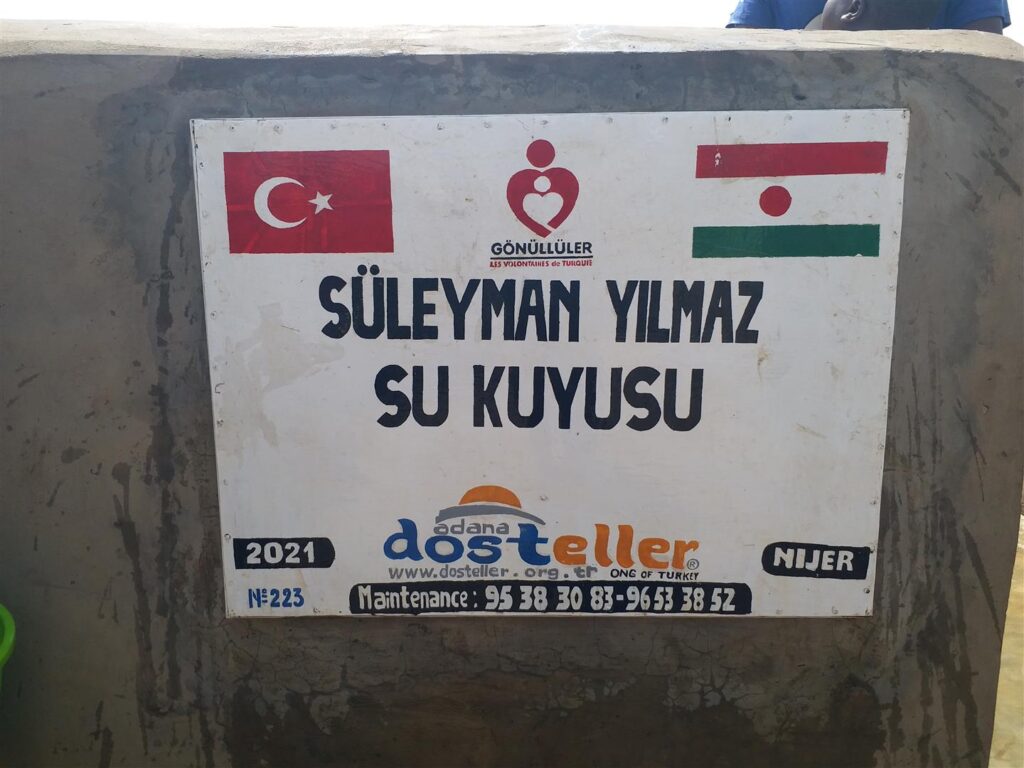 GÖNÜLLÜLER
LES VOLONTAIRES de TURQUIE
SÜLEYMAN YILMAZ
SU KUYUSU
adana
dosteller®
www.dosteller.org.tr ONG OF TURKEY
2021
NIJER
Nº223
Maintenance : 95 38 30 83-96 53 38 52